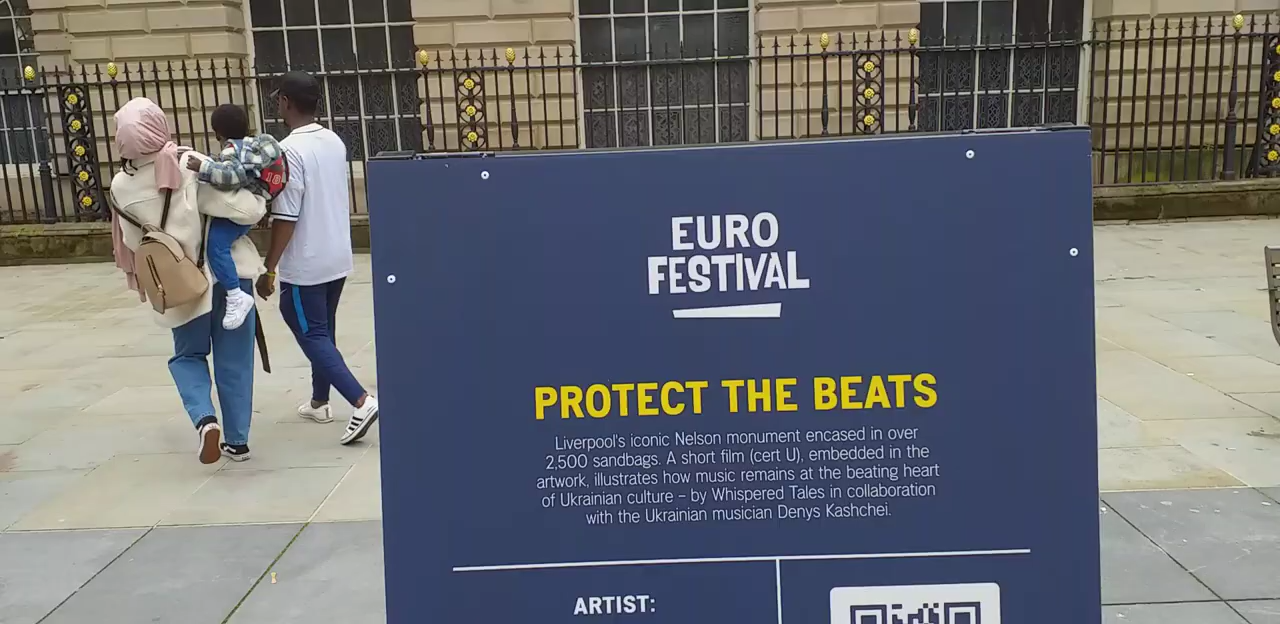 EURO
FESTIVAL
PROTECT THE BEATS
Liverpool's iconic Nelson monument encased in over
2,500 sandbags. A short film (cert U), embedded in the
artwork, illustrates how music remains at the beating heart
of Ukrainian culture – by Whispered Tales in collaboration
with the Ukrainian musician Denys Kashchei.
ARTIST: